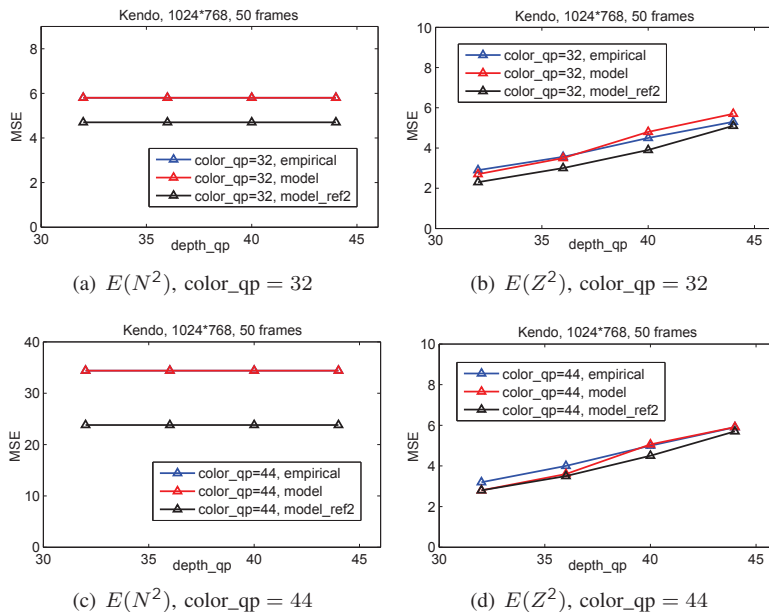 Kendo, 1024*768, 50 frames
MSE
8
6
4
2
0
30
35
40
45
depth_qp
color_qp=32, empirical
color_qp=32, model
color_qp=32, model_ref2
(a) E(N²), color_qp = 32
Kendo, 1024*768, 50 frames
MSE
10
8
6
4
2
0
30
35
40
45
depth_qp
color_qp=32, empirical
color_qp=32, model
color_qp=32, model_ref2
(b) E(Z²), color_qp = 32
Kendo, 1024*768, 50 frames
MSE
40
30
20
10
0
30
35
40
45
depth_qp
color_qp=44, empirical
color_qp=44, model
color_qp=44, model_ref2
(c) E(N²), color_qp = 44
Kendo, 1024*768, 50 frames
MSE
10
8
6
4
2
0
30
35
40
45
depth_qp
color_qp=44, empirical
color_qp=44, model
color_qp=44, model_ref2
(d) E(Z²), color_qp = 44